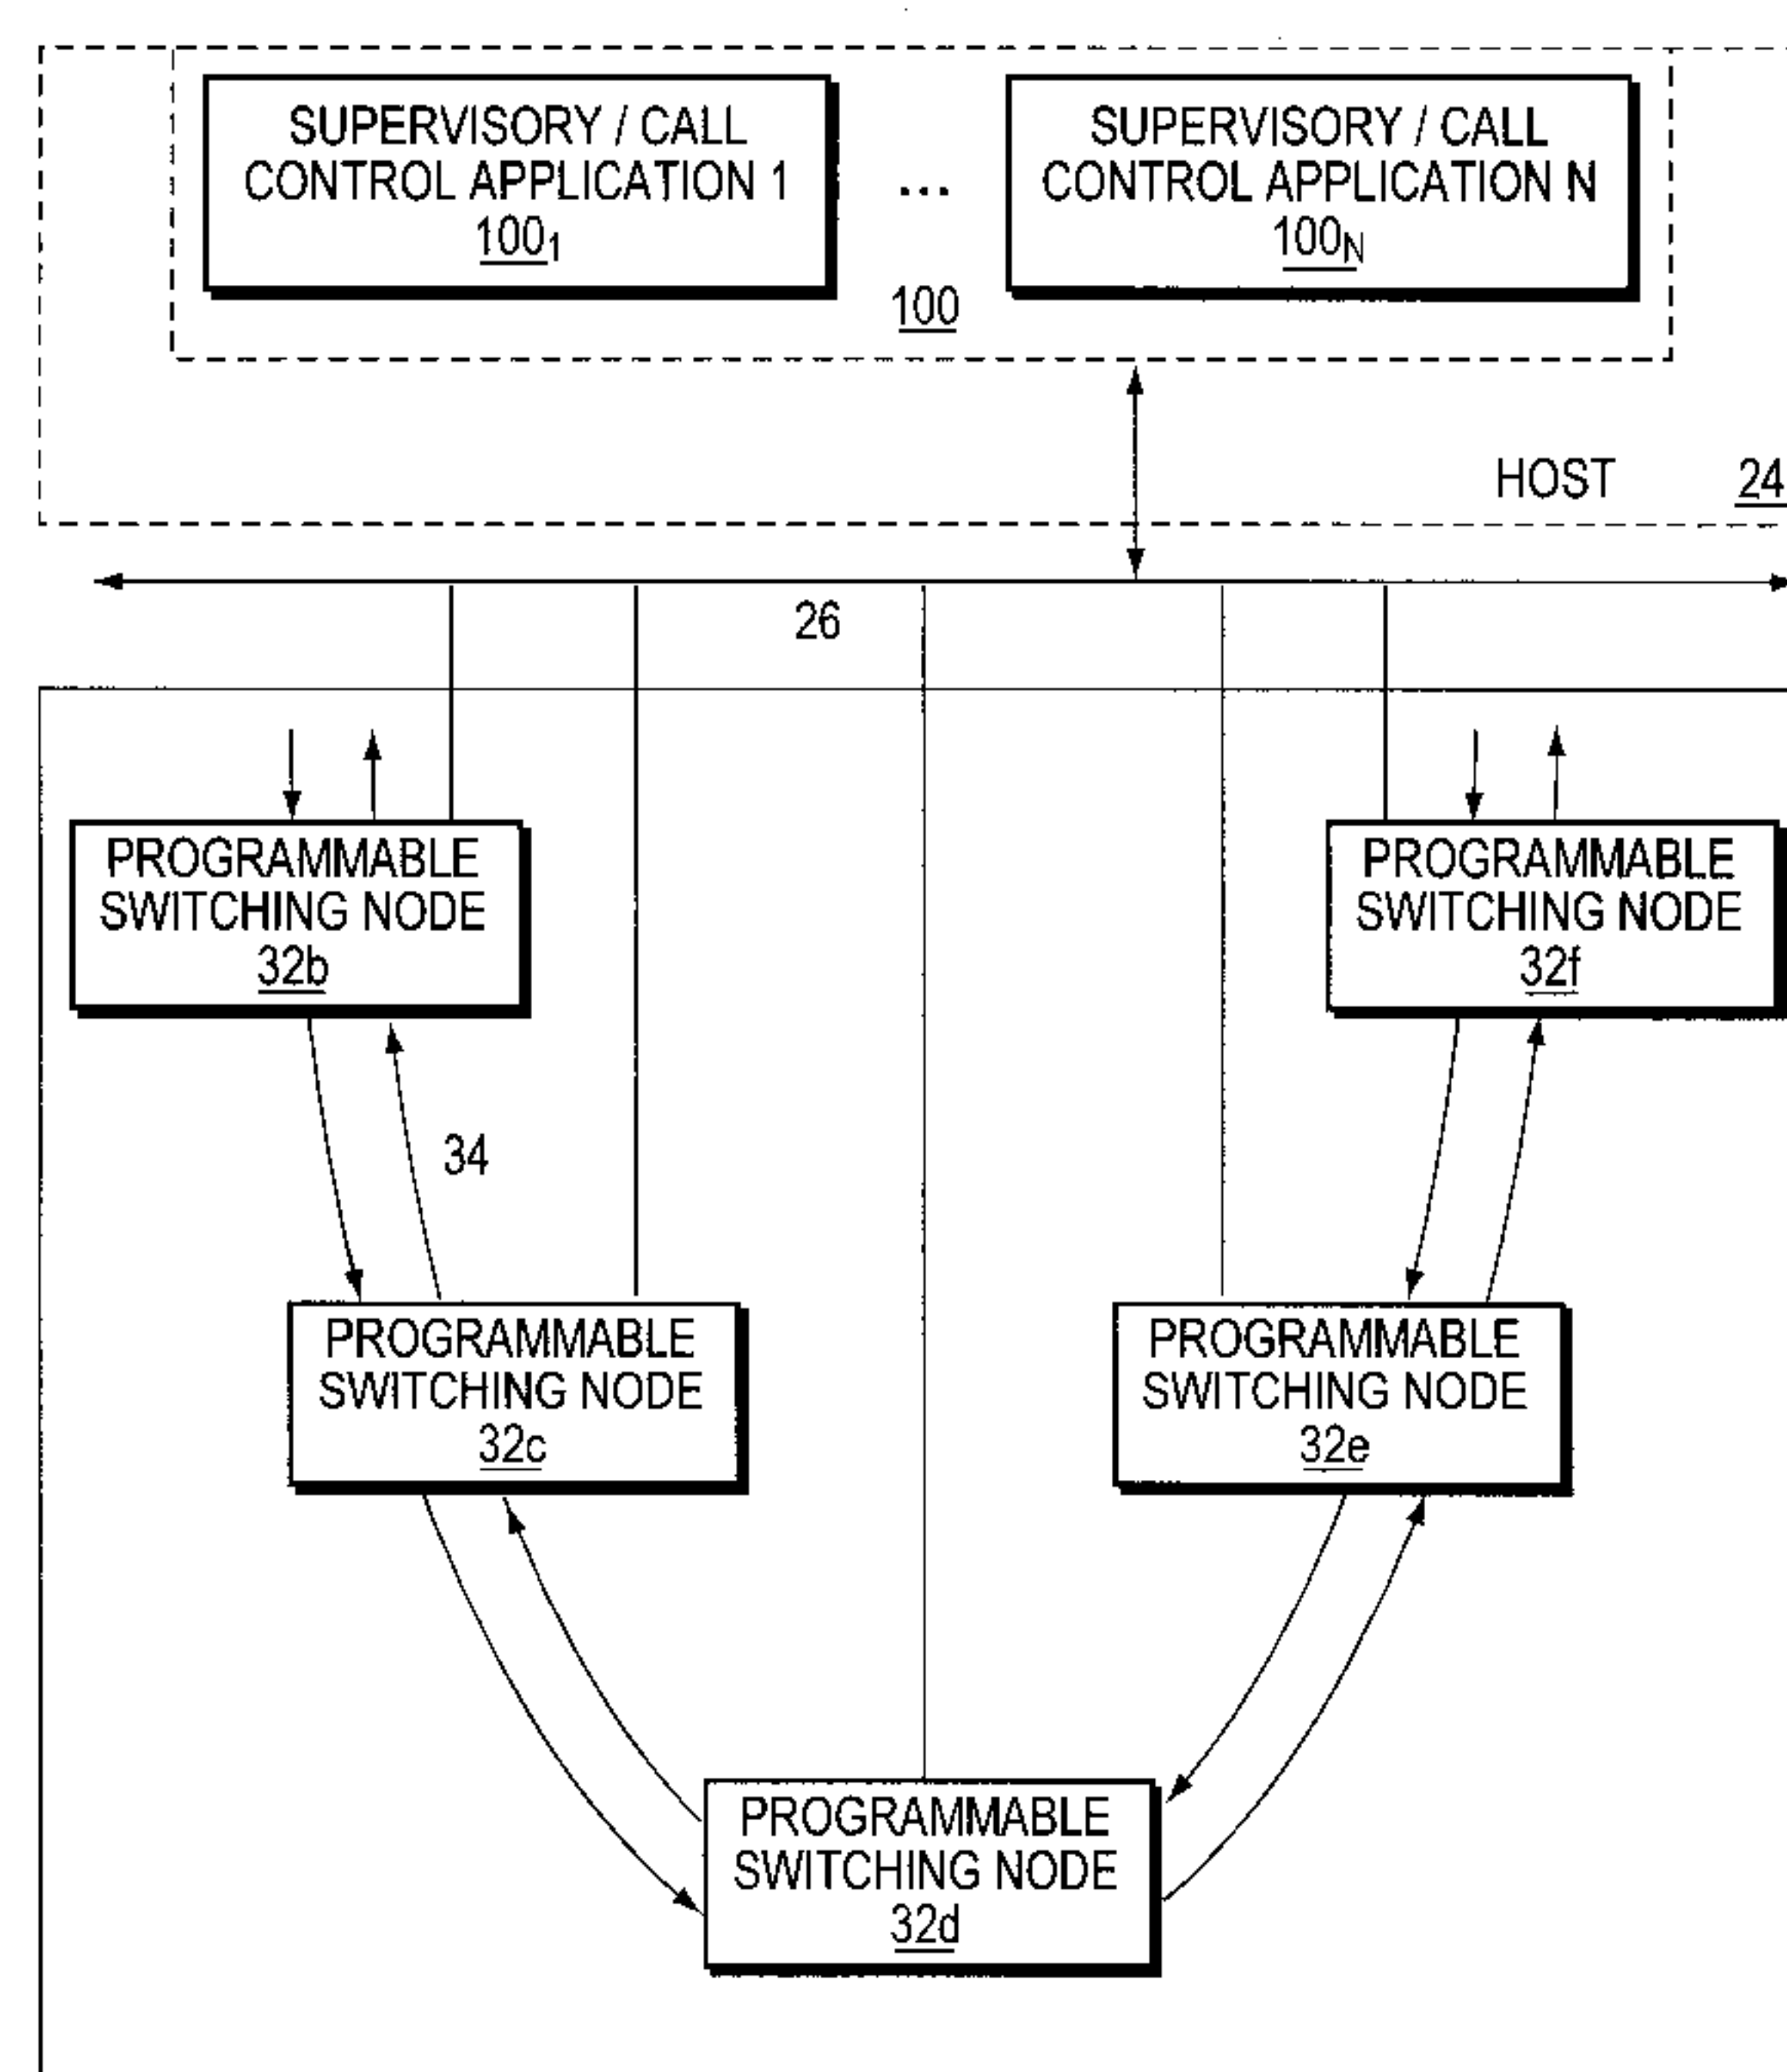 SUPERVISORY / CALL
CONTROL APPLICATION 1
100₁
...
SUPERVISORY / CALL
CONTROL APPLICATION N
100N
100
HOST 24
26
PROGRAMMABLE
SWITCHING NODE
32b
PROGRAMMABLE
SWITCHING NODE
32f
34
PROGRAMMABLE
SWITCHING NODE
32c
PROGRAMMABLE
SWITCHING NODE
32e
PROGRAMMABLE
SWITCHING NODE
32d